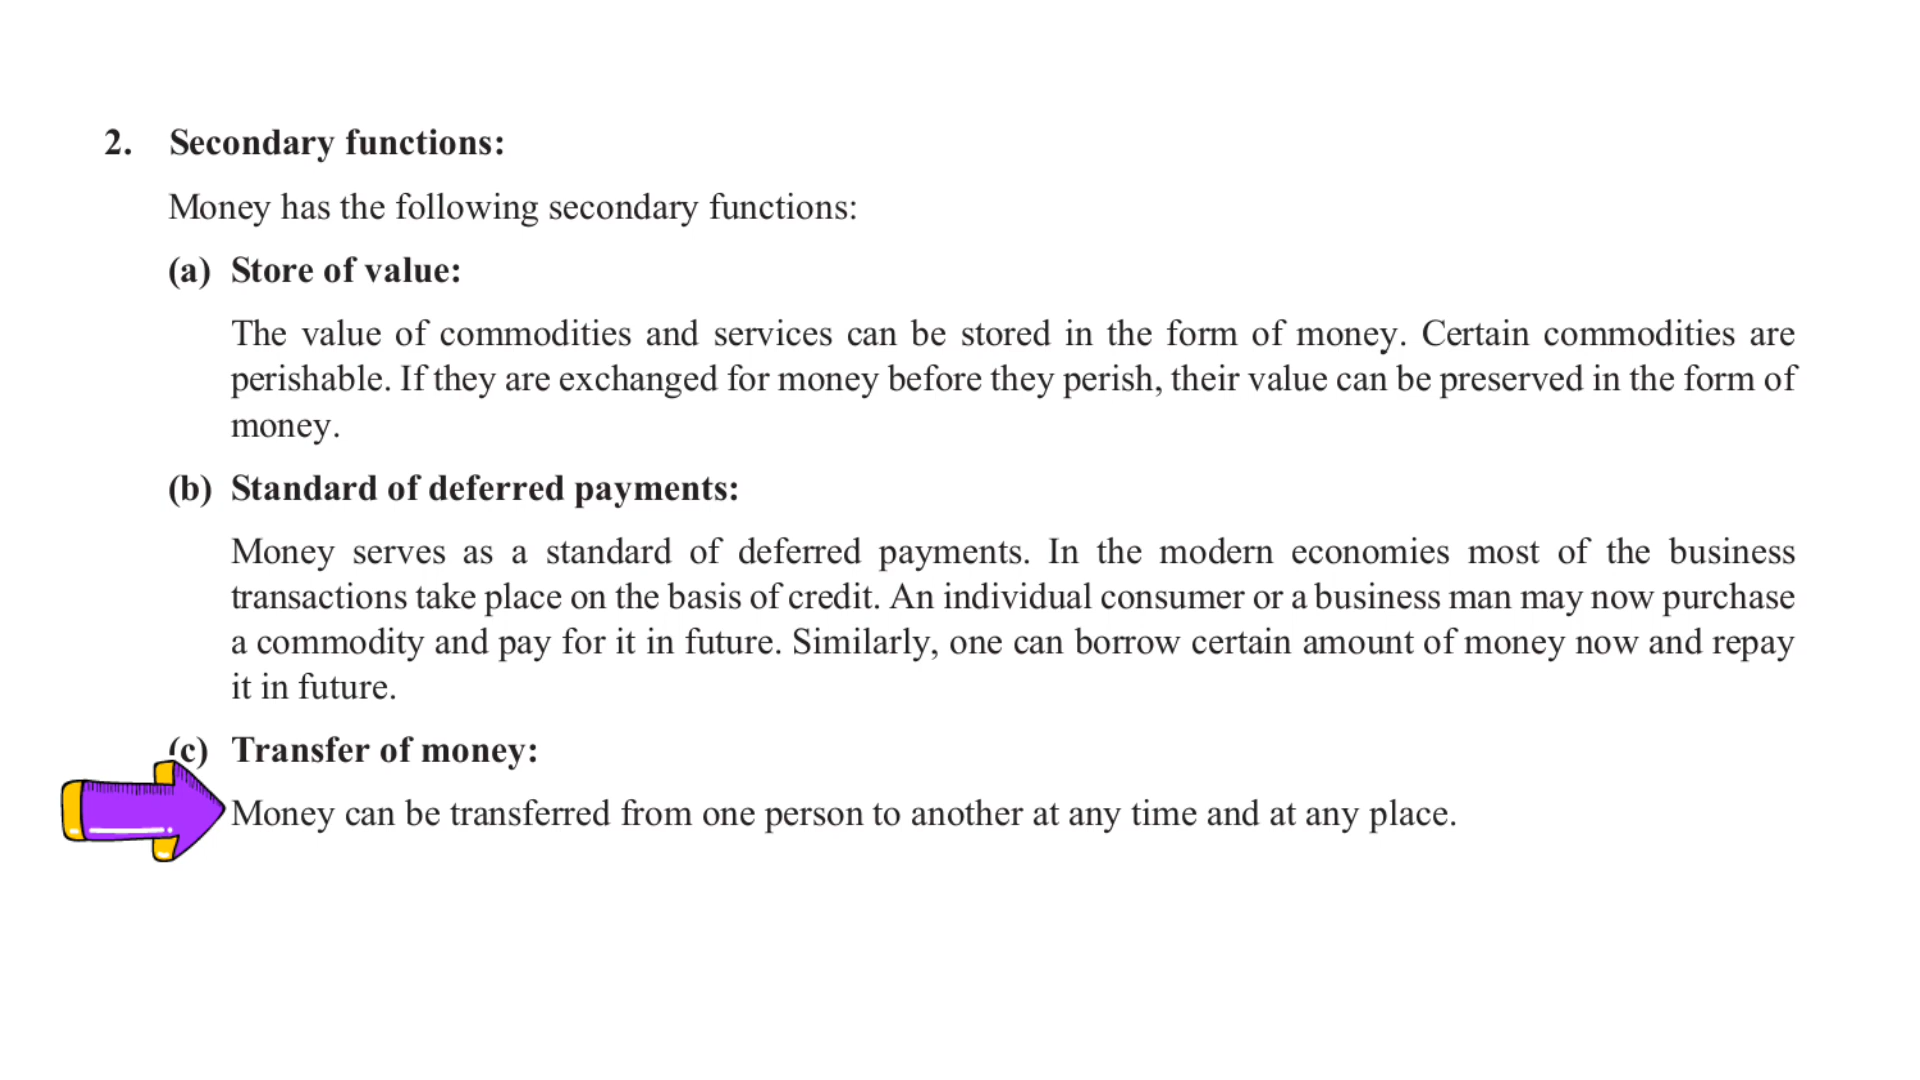 2. Secondary functions:
Money has the following secondary functions:
(a) Store of value:
The value of commodities and services can be stored in the form of money. Certain commodities are
perishable. If they are exchanged for money before they perish, their value can be preserved in the form of
money.
(b) Standard of deferred payments:
Money serves as a standard of deferred payments. In the modern economies most of the business
transactions take place on the basis of credit. An individual consumer or a business man may now purchase
a commodity and pay for it in future. Similarly, one can borrow certain amount of money now and repay
it in future.
(c) Transfer of money:
Money can be transferred from one person to another at any time and at any place.